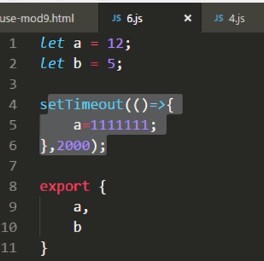 use-mod9.html JS 6.js × JS 4.js
1 let a = 12;
2 let b = 5;
3
4 setTimeout(()=>{
5 a=1111111;
6 },2000);
7
8 export {
9 a,
10 b
11 }